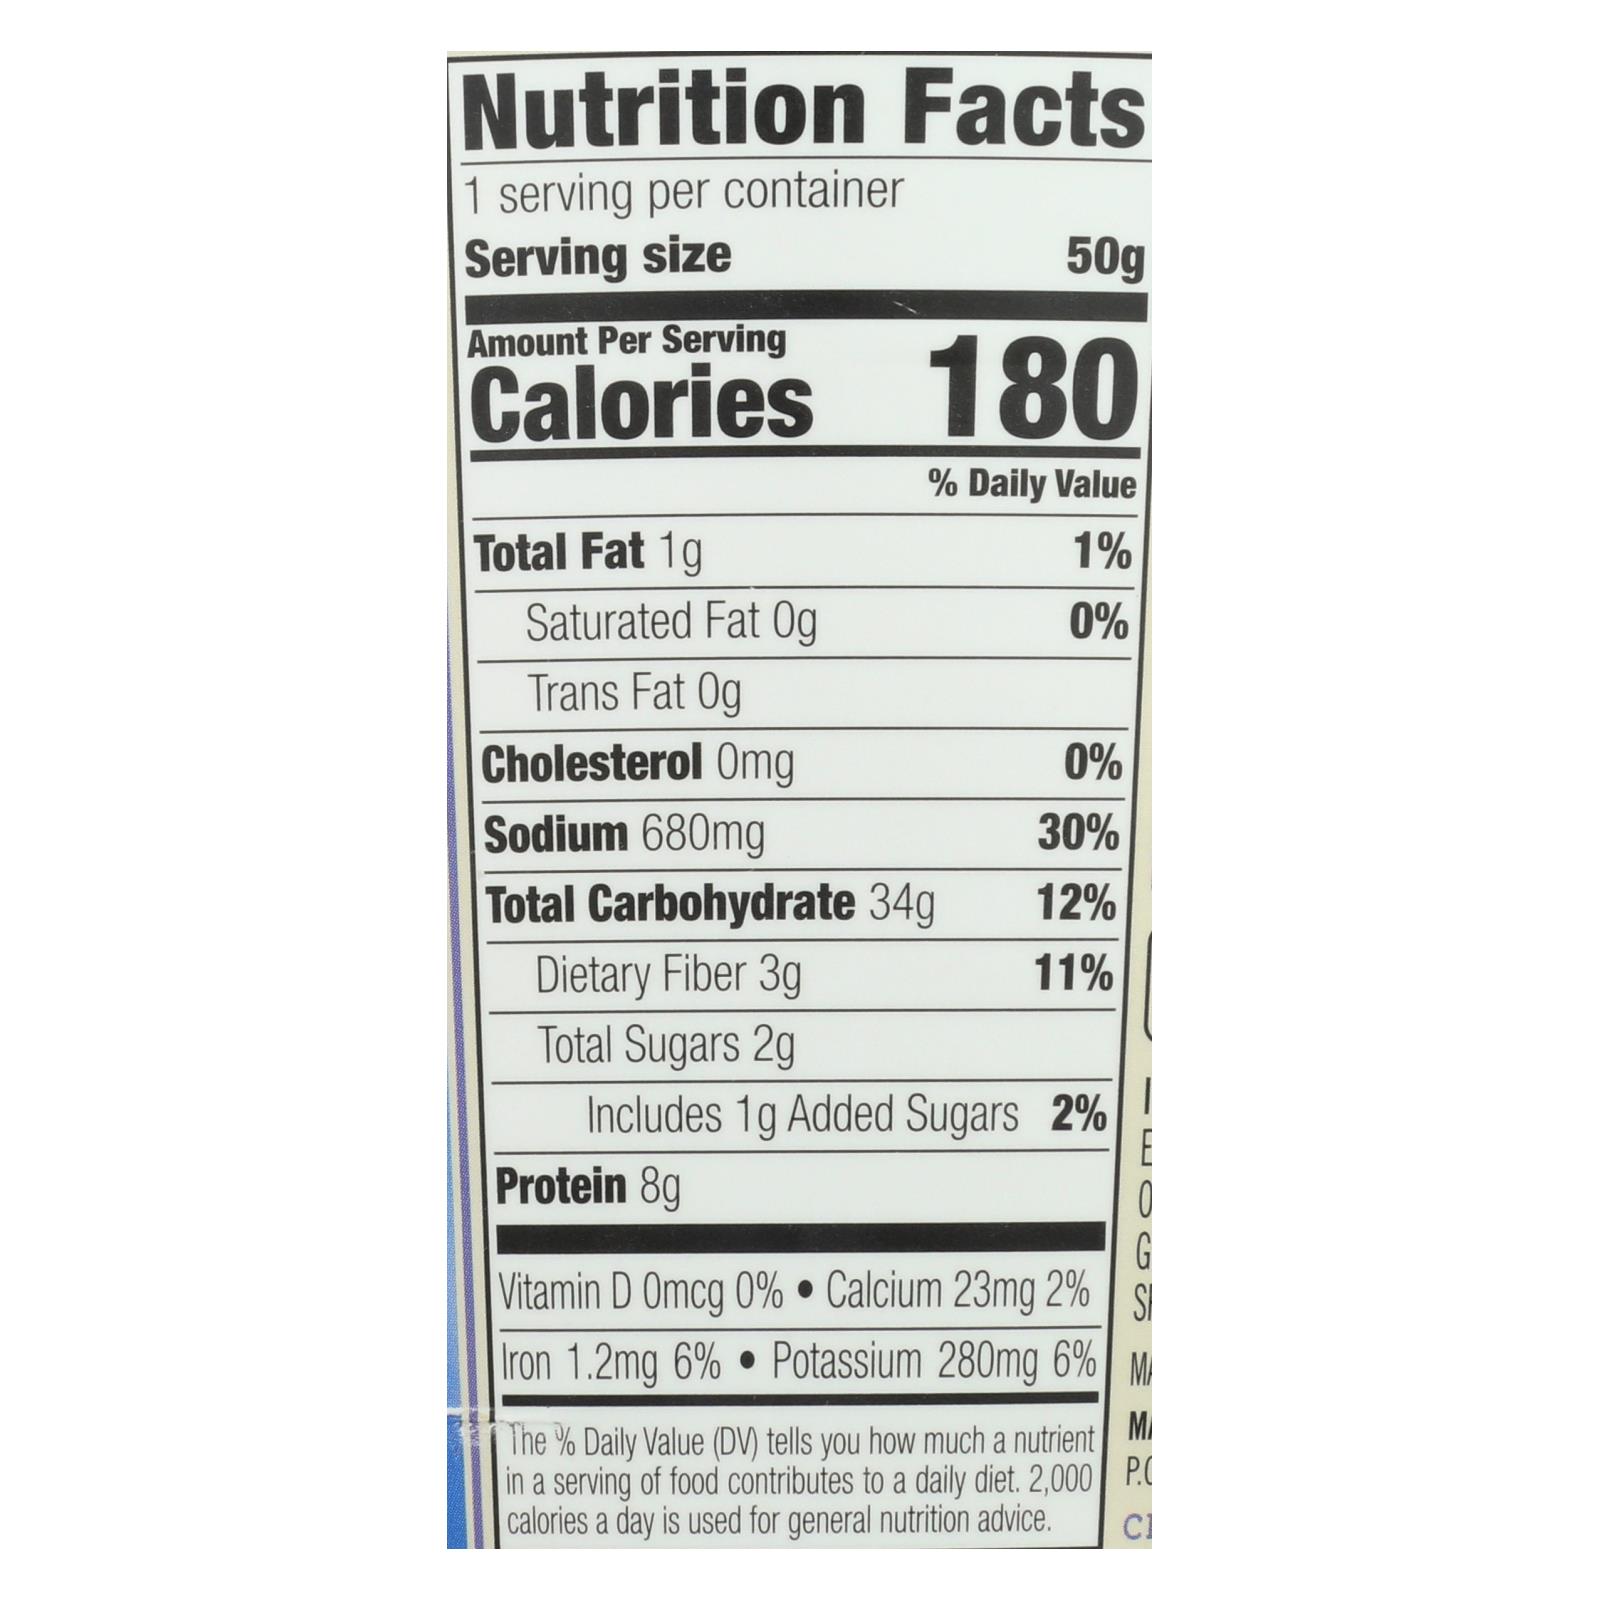 Nutrition Facts
1 serving per container
Serving size 50g
Amount Per Serving
Calories 180
% Daily Value
Total Fat 1g 1%
Saturated Fat 0g 0%
Trans Fat 0g
Cholesterol 0mg 0%
Sodium 680mg 30%
Total Carbohydrate 34g 12%
Dietary Fiber 3g 11%
Total Sugars 2g
Includes 1g Added Sugars 2%
Protein 8g
Vitamin D 0mcg 0% • Calcium 23mg 2%
Iron 1.2mg 6% • Potassium 280mg 6%
The % Daily Value (DV) tells you how much a nutrient
in a serving of food contributes to a daily diet. 2,000
calories a day is used for general nutrition advice.